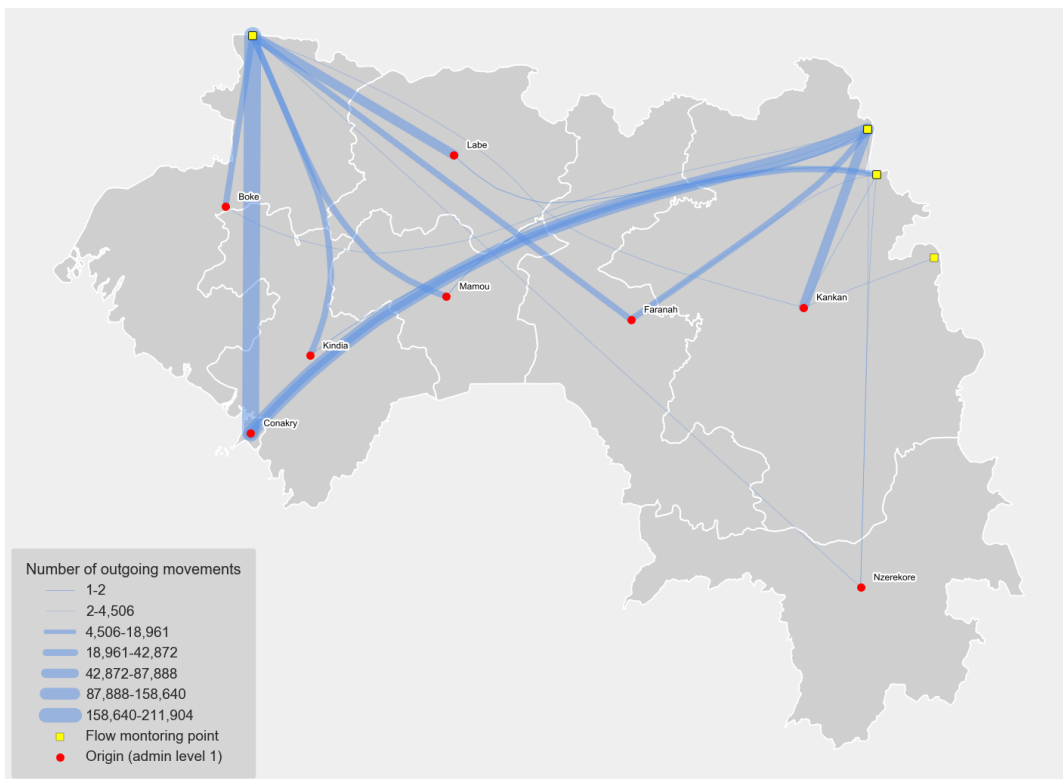 Labe
Boke
Mamou
Kankan
Faranah
Kindia
Conakry
Nzerekore
Number of outgoing movements
1-2
2-4,506
4,506-18,961
18,961-42,872
42,872-87,888
87,888-158,640
158,640-211,904
Flow montoring point
Origin (admin level 1)